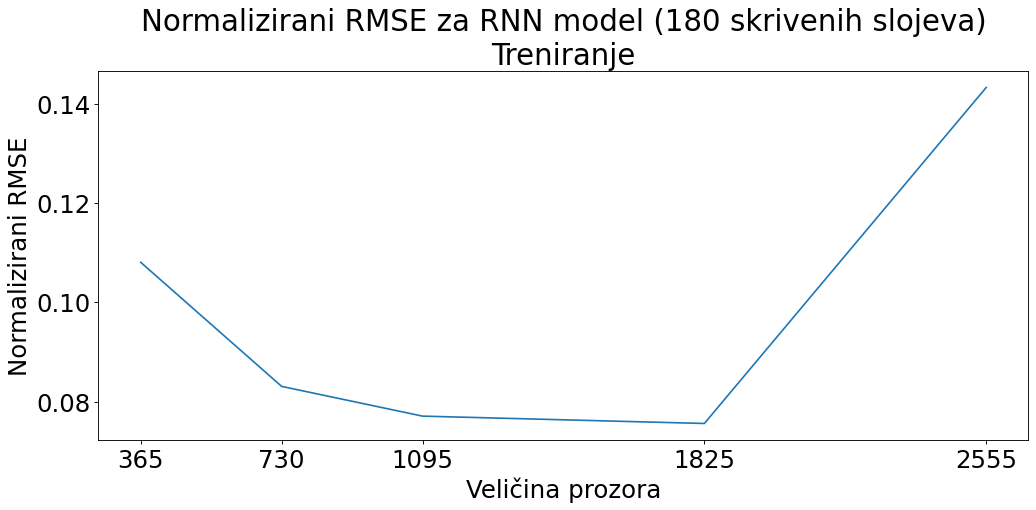 Normalizirani RMSE za RNN model (180 skrivenih slojeva)
Treniranje
Normalizirani RMSE
0.14
0.12
0.10
0.08
365 730 1095 1825 2555
Veličina prozora